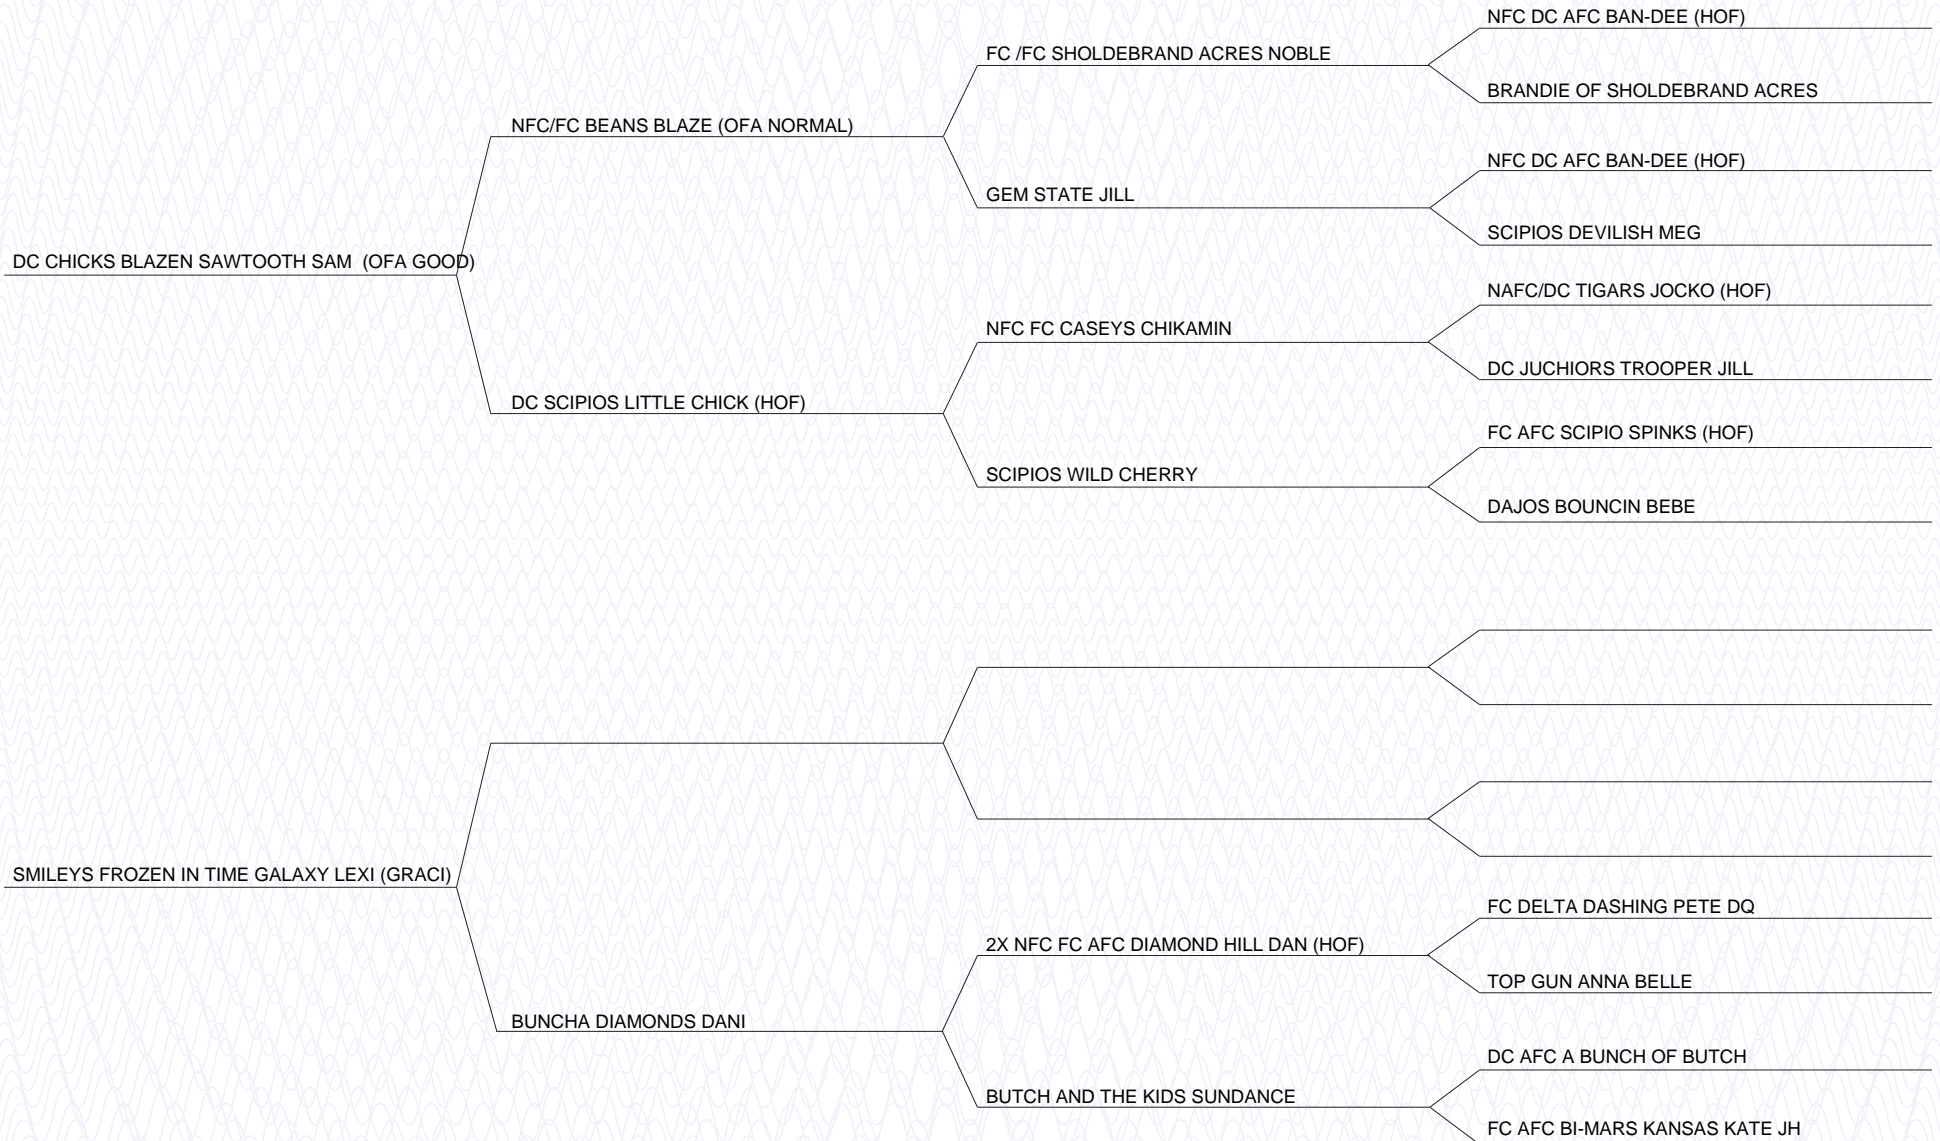 NFC DC AFC BAN-DEE (HOF)
FC /FC SHOLDEBRAND ACRES NOBLE
BRANDIE OF SHOLDEBRAND ACRES
NFC/FC BEANS BLAZE (OFA NORMAL)
NFC DC AFC BAN-DEE (HOF)
GEM STATE JILL
SCIPIOS DEVILISH MEG
DC CHICKS BLAZEN SAWTOOTH SAM  (OFA GOOD)
NAFC/DC TIGARS JOCKO (HOF)
NFC FC CASEYS CHIKAMIN
DC JUCHIORS TROOPER JILL
DC SCIPIOS LITTLE CHICK (HOF)
FC AFC SCIPIO SPINKS (HOF)
SCIPIOS WILD CHERRY
DAJOS BOUNCIN BEBE
SMILEYS FROZEN IN TIME GALAXY LEXI (GRACI)
FC DELTA DASHING PETE DQ
2X NFC FC AFC DIAMOND HILL DAN (HOF)
TOP GUN ANNA BELLE
BUNCHA DIAMONDS DANI
DC AFC A BUNCH OF BUTCH
BUTCH AND THE KIDS SUNDANCE
FC AFC BI-MARS KANSAS KATE JH